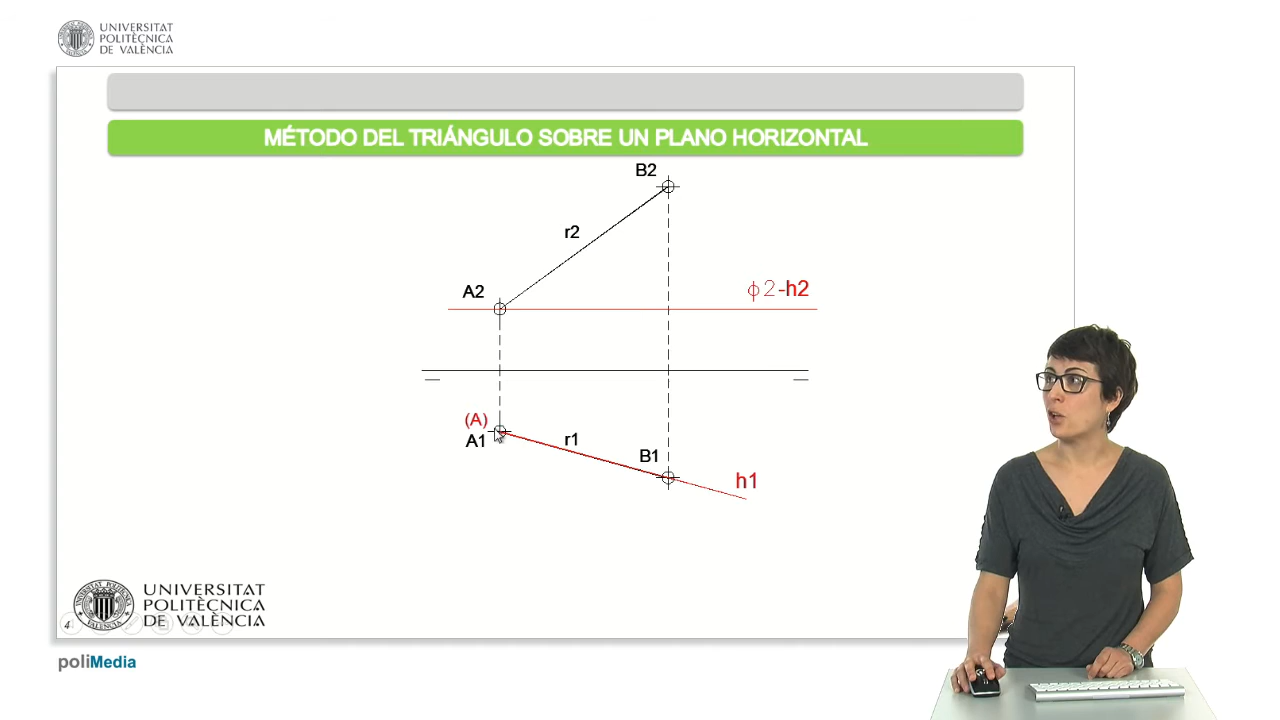 UNIVERSITAT
POLITÈCNICA
DE VALÈNCIA
MÉTODO DEL TRIÁNGULO SOBRE UN PLANO HORIZONTAL
B2
r2
A2
ϕ2-h2
(A)
A1
r1
B1
h1
UNIVERSITAT
POLITÈCNICA
DE VALÈNCIA
4
poliMedia